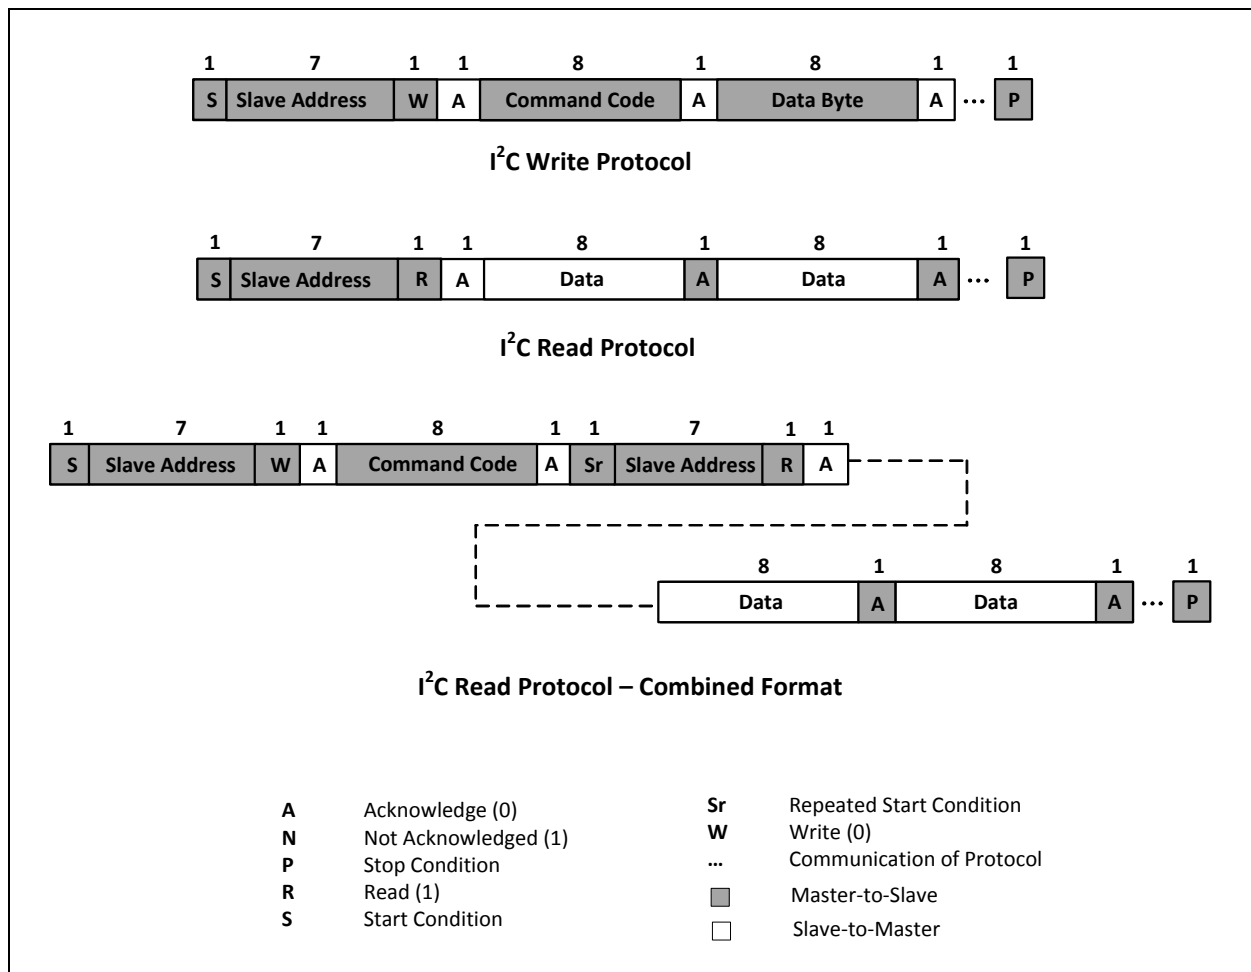 1 7 1 1 8 1 8 1 1
S Slave Address W A Command Code A Data Byte A ... P
I²C Write Protocol
1 7 1 1 8 1 8 1 1
S Slave Address R A Data A Data A ... P
I²C Read Protocol
1 7 1 1 8 1 1 7 1 1
S Slave Address W A Command Code A Sr Slave Address R A
8 1 8 1 1
Data A Data A ... P
I²C Read Protocol – Combined Format
A Acknowledge (0)
N Not Acknowledged (1)
P Stop Condition
R Read (1)
S Start Condition
Sr Repeated Start Condition
W Write (0)
... Communication of Protocol
Master-to-Slave
Slave-to-Master